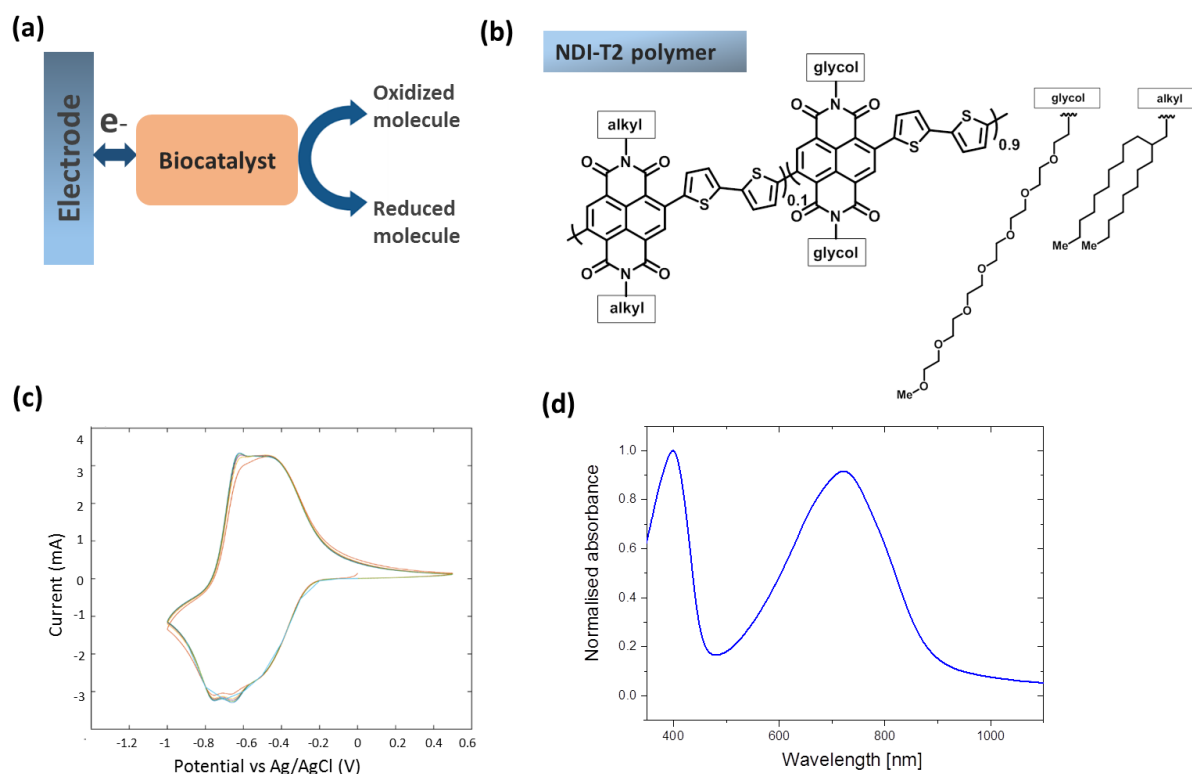 (a)
Electrode
e-
Biocatalyst
Oxidized
molecule
Reduced
molecule
(b)
NDI-T2 polymer
glycol
alkyl
N
O
O
S
S
0.9
N
O
O
S
S
0.1
O
O
N
glycol
O
O
N
alkyl
glycol
alkyl
O
O
O
O
O
O
Me O
Me Me
(c)
4
3
2
1
0
-1
-2
-3
Current (mA)
-1.2 -1 -0.8 -0.6 -0.4 -0.2 0 0.2 0.4 0.6
Potential vs Ag/AgCl (V)
(d)
1.0
0.8
0.6
0.4
0.2
0.0
Normalised absorbance
400 600 800 1000
Wavelength [nm]